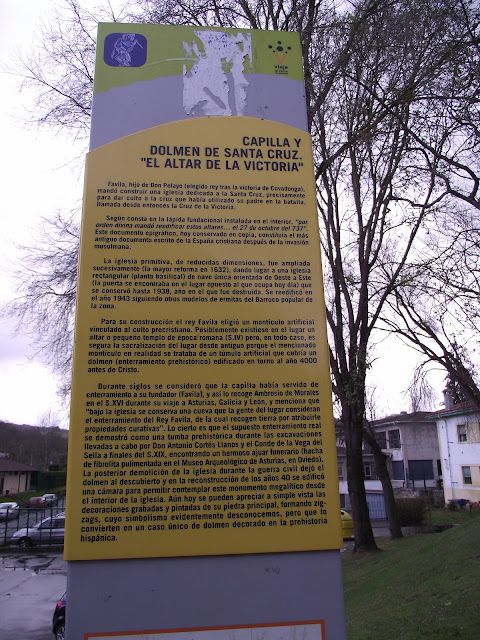 viaje
CAPILLA Y
DOLMEN DE SANTA CRUZ.
"EL ALTAR DE LA VICTORIA"
Favila, hijo de Don Pelayo (elegido rey tras la victoria de Covadonga),
mandó construir una iglesia dedicada a la Santa Cruz, precisamente
para dar culto a la cruz que había utilizado su padre en la batalla,
llamada desde entonces la Cruz de La Victoria.
Según consta en la lápida fundacional instalada en el interior, "por
orden divina mandó reedificar estos altares... el 27 de octubre del 737".
Este documento epigráfico, hoy conservado en copia, constituía el más
antiguo documento escrito de la España cristiana después de la invasión
musulmana.
La iglesia primitiva, de reducidas dimensiones, fue ampliada
sucesivamente (la mayor reforma en 1632), dando lugar a una iglesia
rectangular (planta basilical) de nave única orientada de Oeste a Este
(la puerta se encontraba en el lugar opuesto al que ocupa hoy día) que
se conservó hasta 1936, año en el que fue destruida. Se reedificó en
el año 1943 siguiendo otros modelos de ermitas del Barroco popular de
la zona.
Para su construcción el rey Favila eligió un montículo artificial
vinculado al culto precristiano. Posiblemente existiese en el lugar un
altar o pequeño templo de época romana (S.IV) pero, en todo caso, es
segura la sacralización del lugar desde antiguo porque el mencionado
montículo en realidad se trataba de un túmulo artificial que cubría un
dolmen (enterramiento prehistórico) edificado en torno al año 4000
antes de Cristo.
Durante siglos se consideró que la capilla había servido de
enterramiento a su fundador (Favila), y así lo recoge Ambrosio de Morales
en el S.XVI durante su viaje a Asturias, Galicia y León, y menciona que
"bajo la iglesia se conserva una cueva que la gente del lugar consideran
el enterramiento del Rey Favila, de la cual recogen tierra por atribuirle
propiedades curativas". Lo cierto es que el supuesto enterramiento real
se demostró como una tumba prehistórica durante las excavaciones
llevadas a cabo por Don Antonio Cortés Llanos y el Conde de la Vega del
Sella a finales del S.XIX, encontrando un hermoso ajuar funerario (hacha
de fibrolita pulimentada en el Museo Arqueológico de Asturias, en Oviedo).
La posterior demolición de la iglesia durante la guerra civil dejó el
dolmen al descubierto y en la reconstrucción de los años 40 se edificó
una cámara para permitir contemplar este monumento megalítico desde
el interior de la iglesia. Aún hoy se pueden apreciar a simple vista las
decoraciones grabadas y pintadas de su piedra principal, formando zig-
zags, cuyo simbolismo evidentemente desconocemos, pero que lo
convierten en un caso único de dolmen decorado en la prehistoria
hispánica.